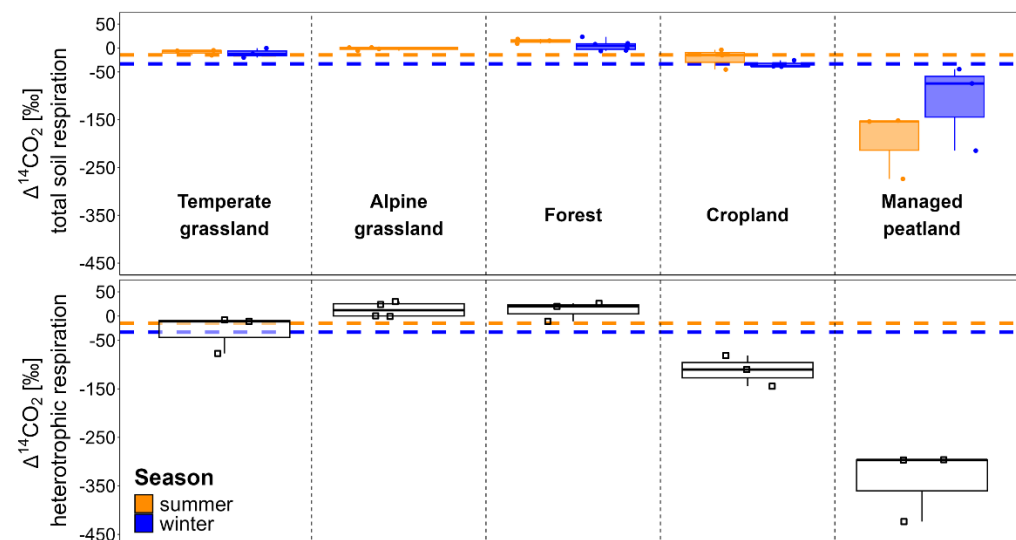 Δ¹⁴CO₂ [‰]
total soil respiration
50
0
-50
-150
-250
-350
-450
Temperate
grassland
Alpine
grassland
Forest
Cropland
Managed
peatland
Δ¹⁴CO₂ [‰]
heterotrophic respiration
50
0
-50
-150
-250
-350
-450
Season
summer
winter